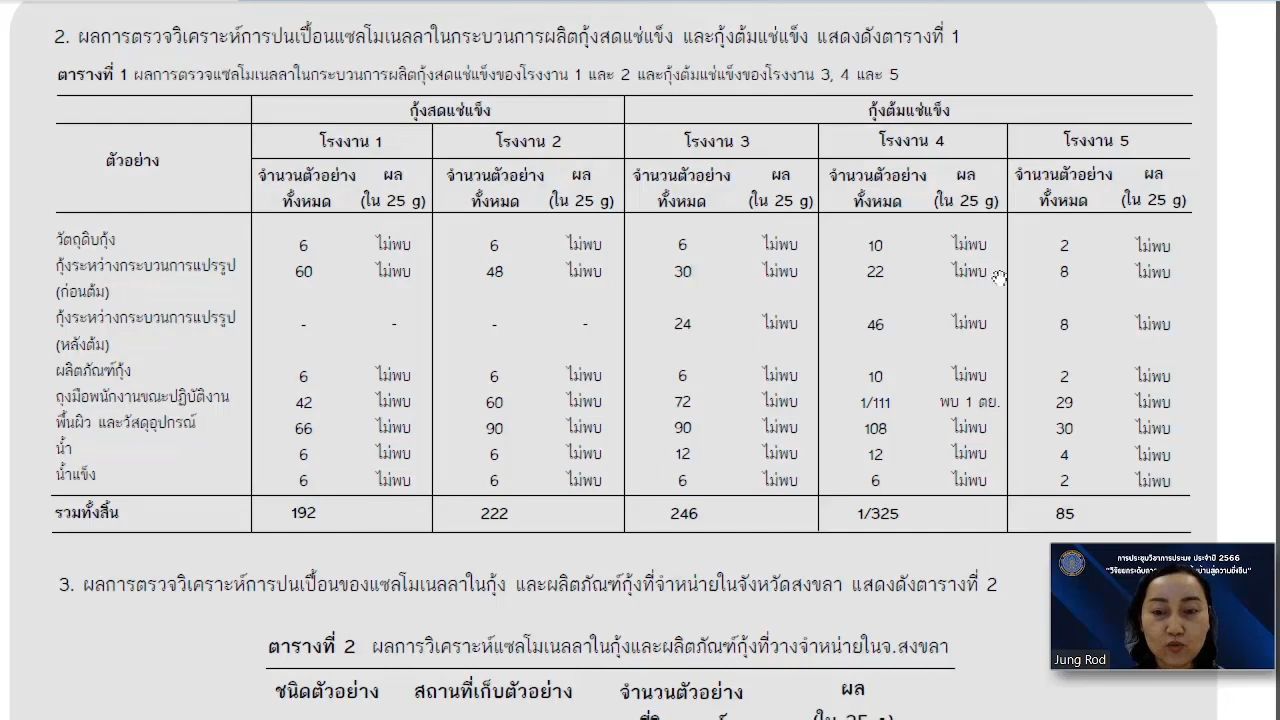 2. ผลการตรวจวิเคราะห์การปนเปื้อนแซลโมเนลลาในกระบวนการผลิตกุ้งสดแช่แข็ง และกุ้งต้มแช่แข็ง แสดงดังตารางที่ 1
ตารางที่ 1 ผลการตรวจแซลโมเนลลาในกระบวนการผลิตกุ้งสดแช่แข็งของโรงงาน 1 และ 2 และกุ้งต้มแช่แข็งของโรงงาน 3, 4 และ 5
กุ้งสดแช่แข็ง กุ้งต้มแช่แข็ง
ตัวอย่าง โรงงาน 1 โรงงาน 2 โรงงาน 3 โรงงาน 4 โรงงาน 5
จำนวนตัวอย่าง ผล จำนวนตัวอย่าง ผล จำนวนตัวอย่าง ผล จำนวนตัวอย่าง ผล จำนวนตัวอย่าง ผล
ทั้งหมด (ใน 25 g) ทั้งหมด (ใน 25 g) ทั้งหมด (ใน 25 g) ทั้งหมด (ใน 25 g) ทั้งหมด (ใน 25 g)
วัตถุดิบกุ้ง 6 ไม่พบ 6 ไม่พบ 6 ไม่พบ 10 ไม่พบ 2 ไม่พบ
กุ้งระหว่างกระบวนการแปรรูป 60 ไม่พบ 48 ไม่พบ 30 ไม่พบ 22 ไม่พบ 8 ไม่พบ
(ก่อนต้ม)
กุ้งระหว่างกระบวนการแปรรูป - - - - 24 ไม่พบ 46 ไม่พบ 8 ไม่พบ
(หลังต้ม)
ผลิตภัณฑ์กุ้ง 6 ไม่พบ 6 ไม่พบ 6 ไม่พบ 10 ไม่พบ 2 ไม่พบ
ถุงมือพนักงานขณะปฏิบัติงาน 42 ไม่พบ 60 ไม่พบ 72 ไม่พบ 1/111 พบ 1 ตย. 29 ไม่พบ
พื้นผิว และวัสดุอุปกรณ์ 66 ไม่พบ 90 ไม่พบ 90 ไม่พบ 108 ไม่พบ 30 ไม่พบ
น้ำ 6 ไม่พบ 6 ไม่พบ 12 ไม่พบ 12 ไม่พบ 4 ไม่พบ
น้ำแข็ง 6 ไม่พบ 6 ไม่พบ 6 ไม่พบ 6 ไม่พบ 2 ไม่พบ
รวมทั้งสิ้น 192 222 246 1/325 85
3. ผลการตรวจวิเคราะห์การปนเปื้อนของแซลโมเนลลาในกุ้ง และผลิตภัณฑ์กุ้งที่จำหน่ายในจังหวัดสงขลา แสดงดังตารางที่ 2
ตารางที่ 2 ผลการวิเคราะห์แซลโมเนลลาในกุ้งและผลิตภัณฑ์กุ้งที่วางจำหน่ายในจ.สงขลา
ชนิดตัวอย่าง สถานที่เก็บตัวอย่าง จำนวนตัวอย่าง ผล
(ใน 25 g)
การประชุมวิชาการประมง ประจำปี 2566
Jung Rod